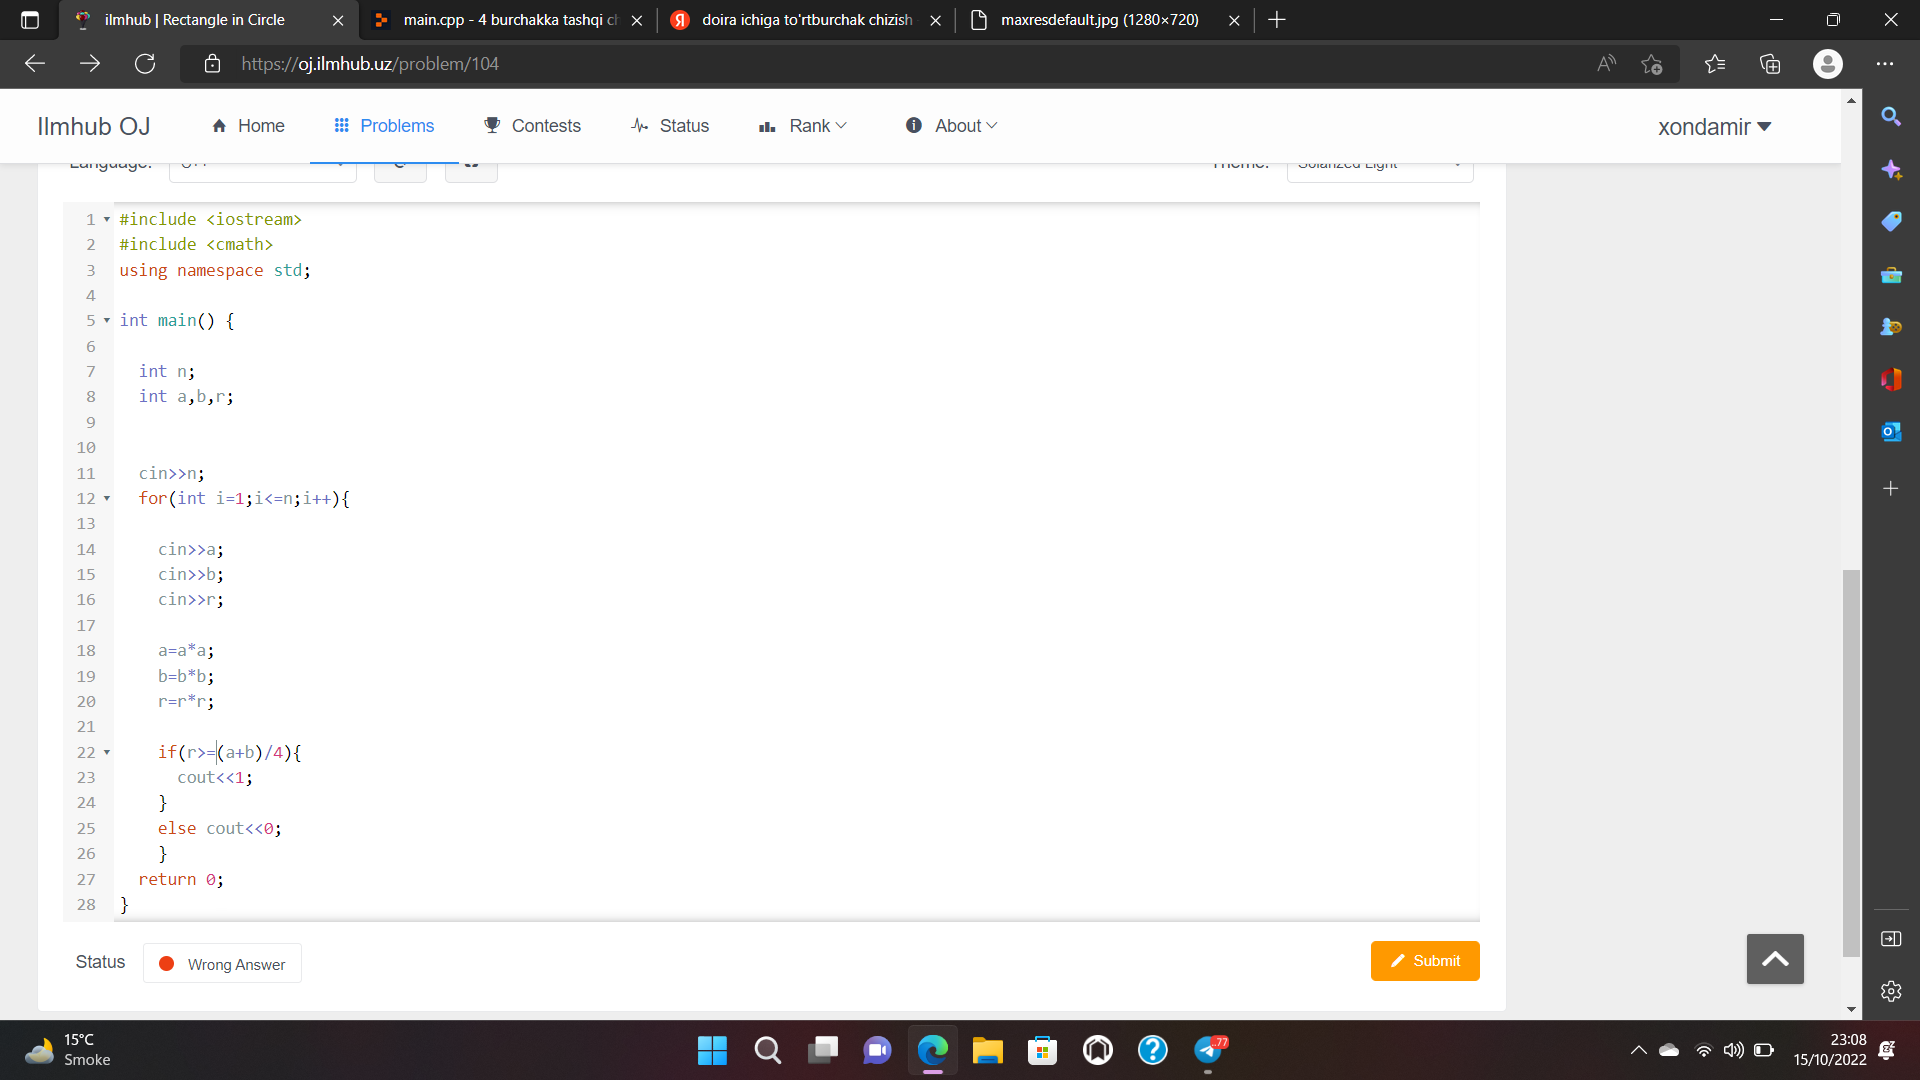 ilmhub | Rectangle in Circle
main.cpp - 4 burchakka tashqi ch
doira ichiga to'rtburchak chizish
maxresdefault.jpg (1280×720)
https://oj.ilmhub.uz/problem/104
Ilmhub OJ
Home
Problems
Contests
Status
Rank
About
xondamir
Language:
C++
Theme:
Solarized Light
1 #include <iostream>
2 #include <cmath>
3 using namespace std;
4
5 int main() {
6
7 int n;
8 int a,b,r;
9
10
11 cin>>n;
12 for(int i=1;i<=n;i++){
13
14 cin>>a;
15 cin>>b;
16 cin>>r;
17
18 a=a*a;
19 b=b*b;
20 r=r*r;
21
22 if(r>=(a+b)/4){
23 cout<<1;
24 }
25 else cout<<0;
26 }
27 return 0;
28 }
Status
Wrong Answer
Submit
15°C
Smoke
77
23:08
15/10/2022